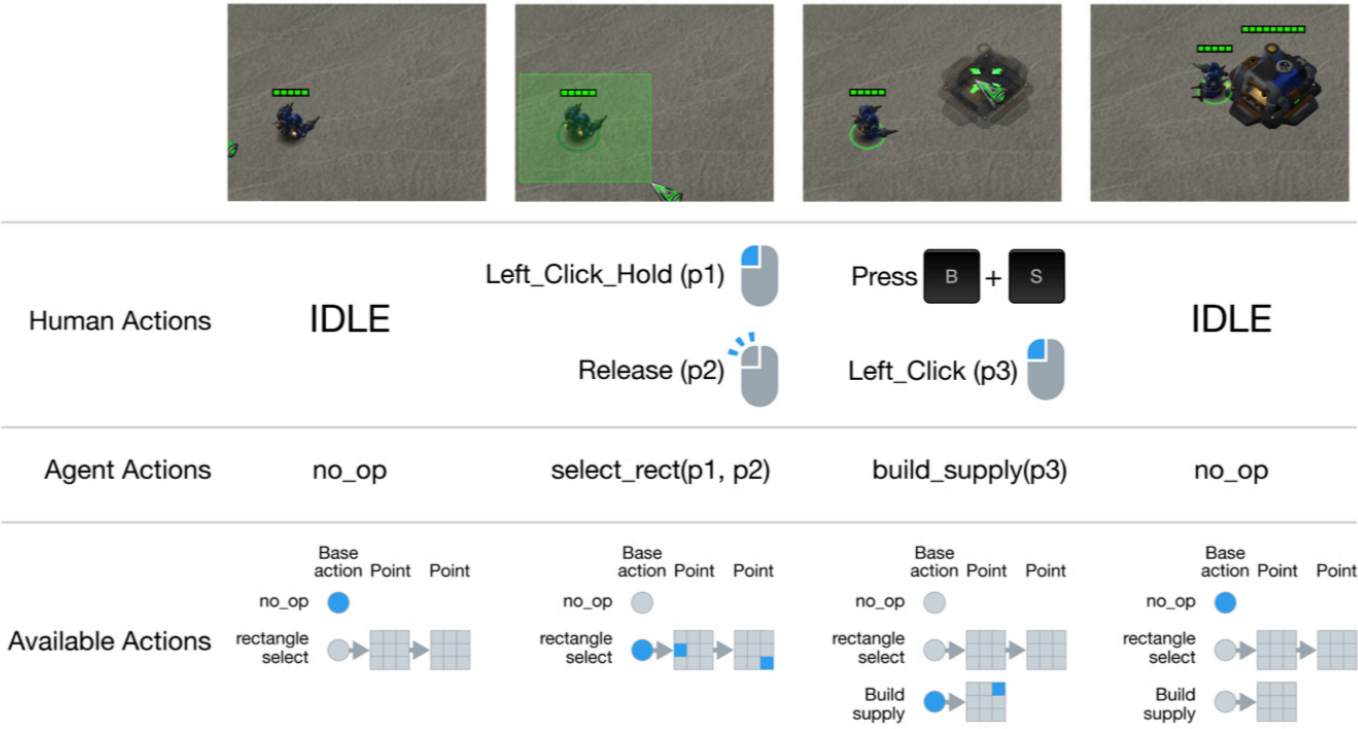 Human Actions
IDLE
Left_Click_Hold (p1)
Release (p2)
Press B + S
Left_Click (p3)
IDLE
Agent Actions
no_op
select_rect(p1, p2)
build_supply(p3)
no_op
Available Actions
Base
action Point Point
no_op
rectangle
select
Base
action Point Point
no_op
rectangle
select
Base
action Point Point
no_op
rectangle
select
Build
supply
Base
action Point Point
no_op
rectangle
select
Build
supply